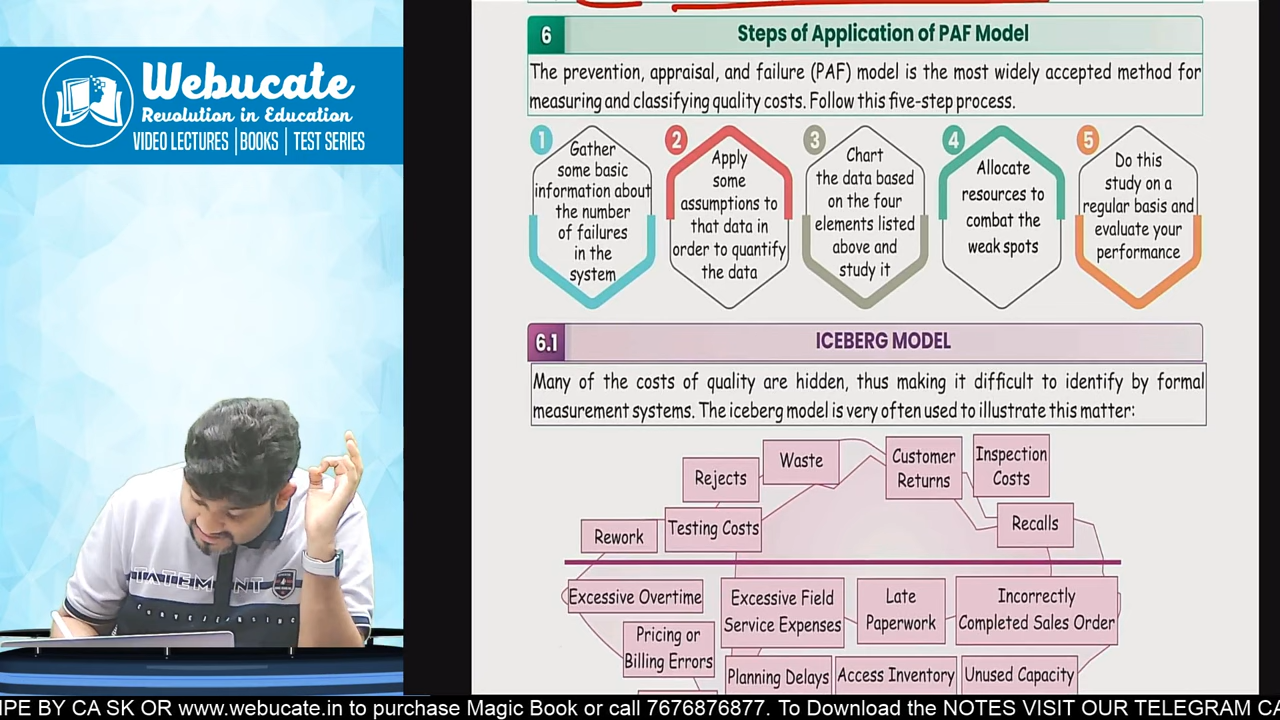 Webucate
Revolution in Education
VIDEO LECTURES | BOOKS | TEST SERIES
6
Steps of Application of PAF Model
The prevention, appraisal, and failure (PAF) model is the most widely accepted method for
measuring and classifying quality costs. Follow this five-step process.
1
Gather
some basic
information about
the number
of failures
in the
system
2
Apply
some
assumptions to
that data in
order to quantify
the data
3
Chart
the data based
on the four
elements listed
above and
study it
4
Allocate
resources to
combat the
weak spots
5
Do this
study on a
regular basis and
evaluate your
performance
6.1
ICEBERG MODEL
Many of the costs of quality are hidden, thus making it difficult to identify by formal
measurement systems. The iceberg model is very often used to illustrate this matter:
Rejects
Waste
Customer
Returns
Inspection
Costs
Rework
Testing Costs
Recalls
Excessive Overtime
Excessive Field
Service Expenses
Late
Paperwork
Incorrectly
Completed Sales Order
Pricing or
Billing Errors
Planning Delays
Access Inventory
Unused Capacity
TATEMENT
IPE BY CA SK OR www.webucate.in to purchase Magic Book or call 7676876877. To Download the NOTES VISIT OUR TELEGRAM CA